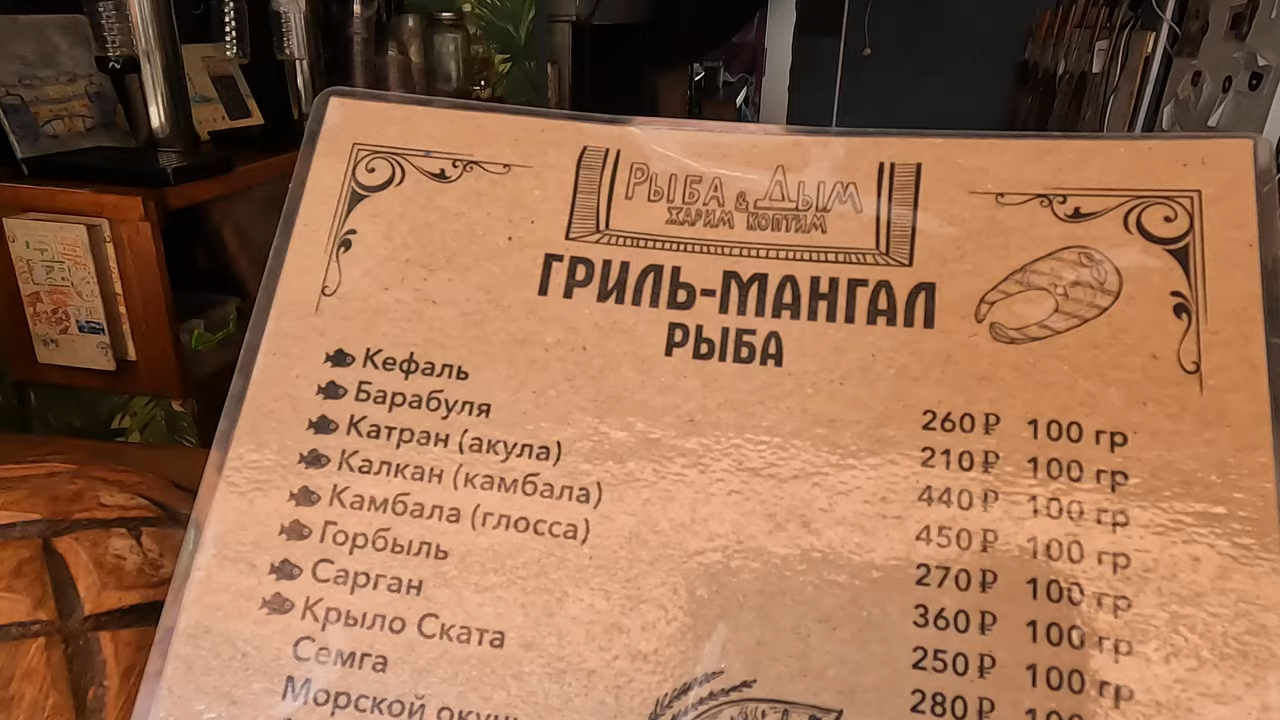 РЫБА & ДЫМ
ЖАРИМ КОПТИМ
ГРИЛЬ-МАНГАЛ
РЫБА
Кефаль 260₽ 100 гр
Барабуля 210₽ 100 гр
Катран (акула) 440₽ 100 гр
Калкан (камбала) 450₽ 100 гр
Камбала (глосса) 270₽ 100 гр
Горбыль 360₽ 100 гр
Сарган 250₽ 100 гр
Крыло Ската 280₽ 100
Семга
Морской